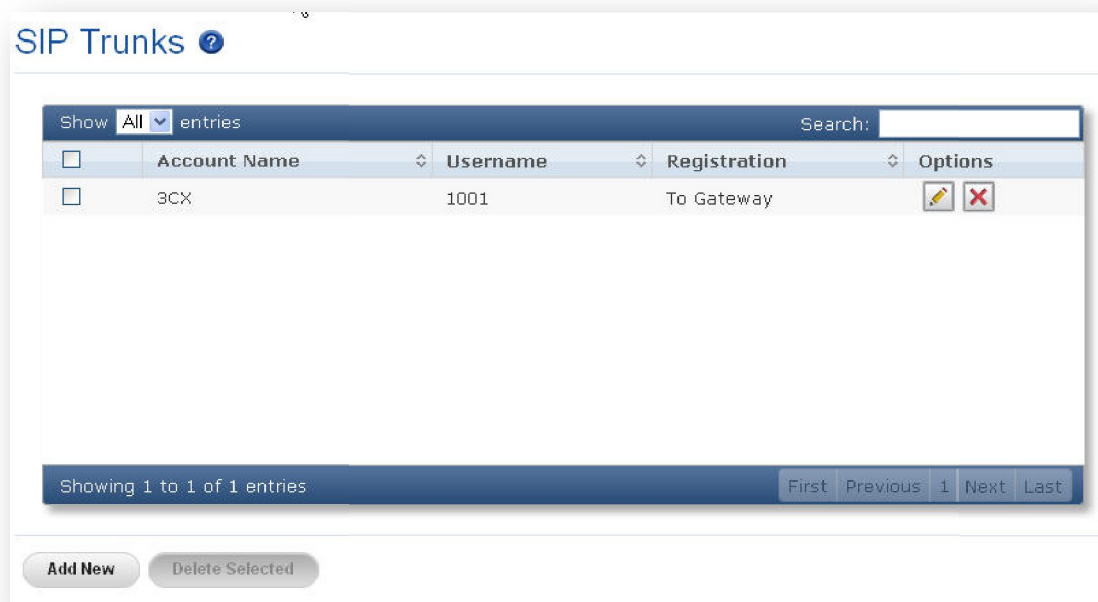 SIP Trunks ?
Show All entries Search:
Account Name Username Registration Options
3CX 1001 To Gateway
Showing 1 to 1 of 1 entries First Previous 1 Next Last
Add New Delete Selected